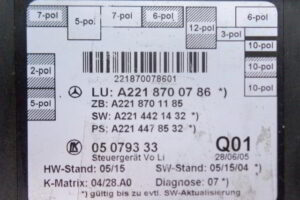 7-pol
5-pol
12-pol
6-pol
3-pol
10-pol
10-pol
10-pol
2-pol
5-pol
221870078601
LU: A221 870 07 86 *)
ZB: A221 870 11 85
SW: A221 442 14 32 *)
PS: A221 447 85 32 *)
05 0793 33
Q01
Steuergerät Vo Li
28/06/05
HW-Stand: 05/15
SW-Stand: 05/15/04 *)
K-Matrix: 04/28.A0
Diagnose: 07 *)
*) gültig bis zu evtl. SW-Aktualisierung